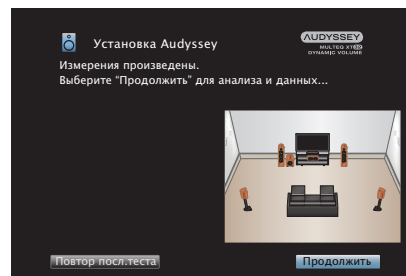 Установка Audyssey
AUDYSSEY
MULTEQ XT32
DYNAMIC VOLUME
Измерения произведены.
Выберите “Продолжить” для анализа и данных...
Повтор посл.теста
Продолжить